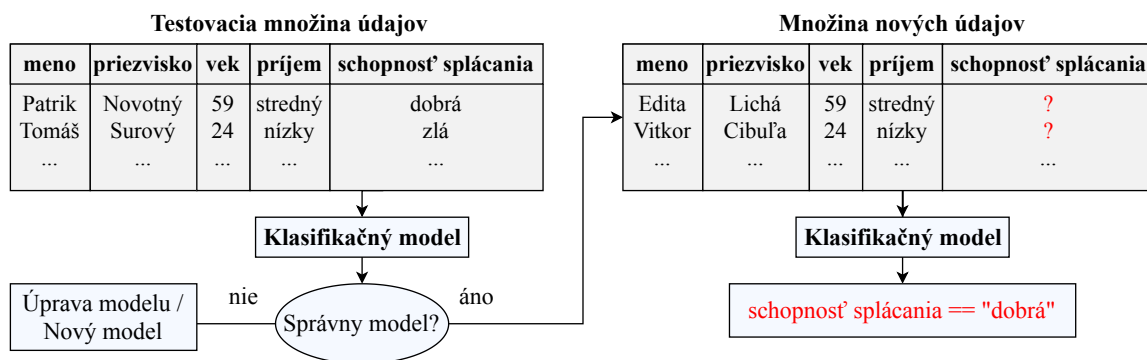 Testovacia množina údajov
meno priezvisko vek príjem schopnosť splácania
Patrik Novotný 59 stredný dobrá
Tomáš Surový 24 nízky zlá
... ... ... ... ...
Klasifikačný model
Správny model?
nie
áno
Úprava modelu /
Nový model
Množina nových údajov
meno priezvisko vek príjem schopnosť splácania
Edita Lichá 59 stredný ?
Vitkor Cibuľa 24 nízky ?
... ... ... ... ...
Klasifikačný model
schopnosť splácania == "dobrá"